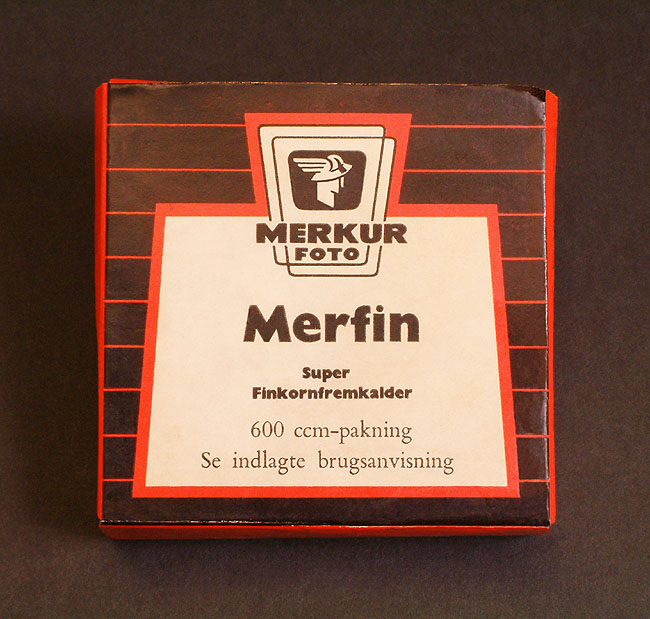 MERKUR
FOTO
Merfin
Super
Finkornfremkalder
600 ccm-pakning
Se indlagte brugsanvisning